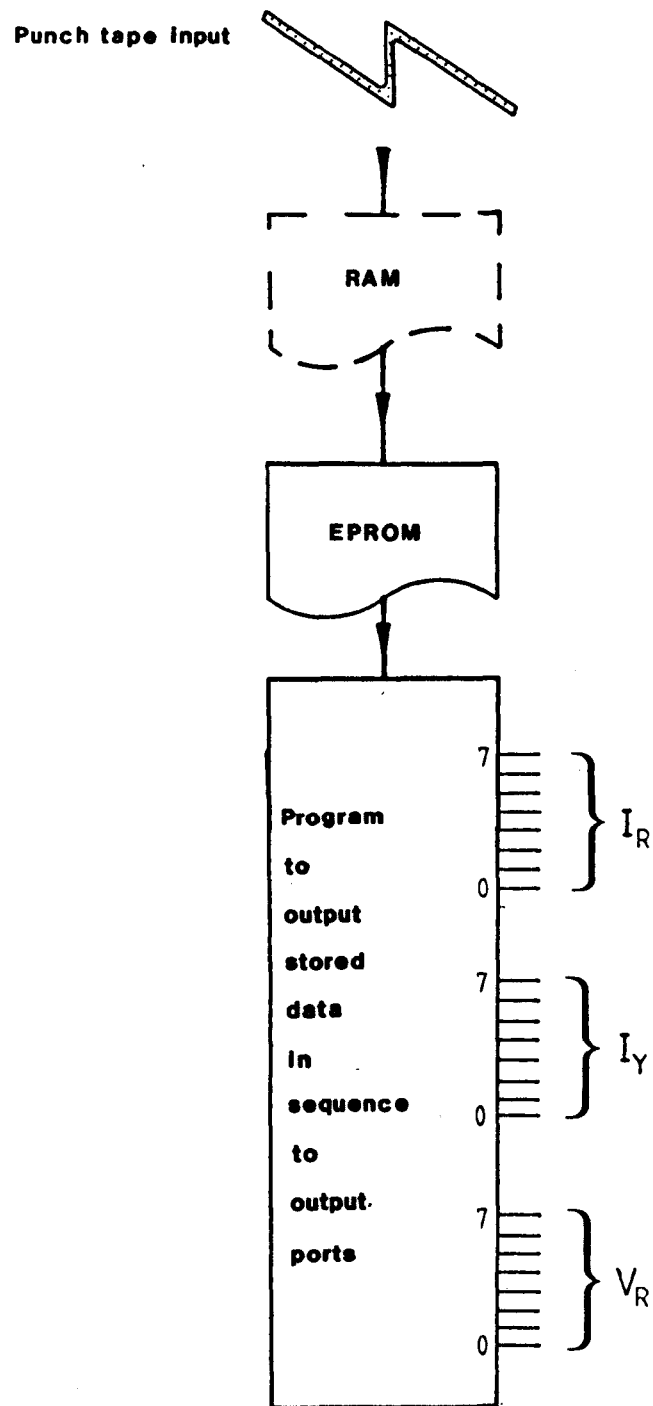 Punch tape input
RAM
EPROM
Program
to
output
stored
data
in
sequence
to
output
ports
7
0
I_R
7
0
I_Y
7
0
V_R